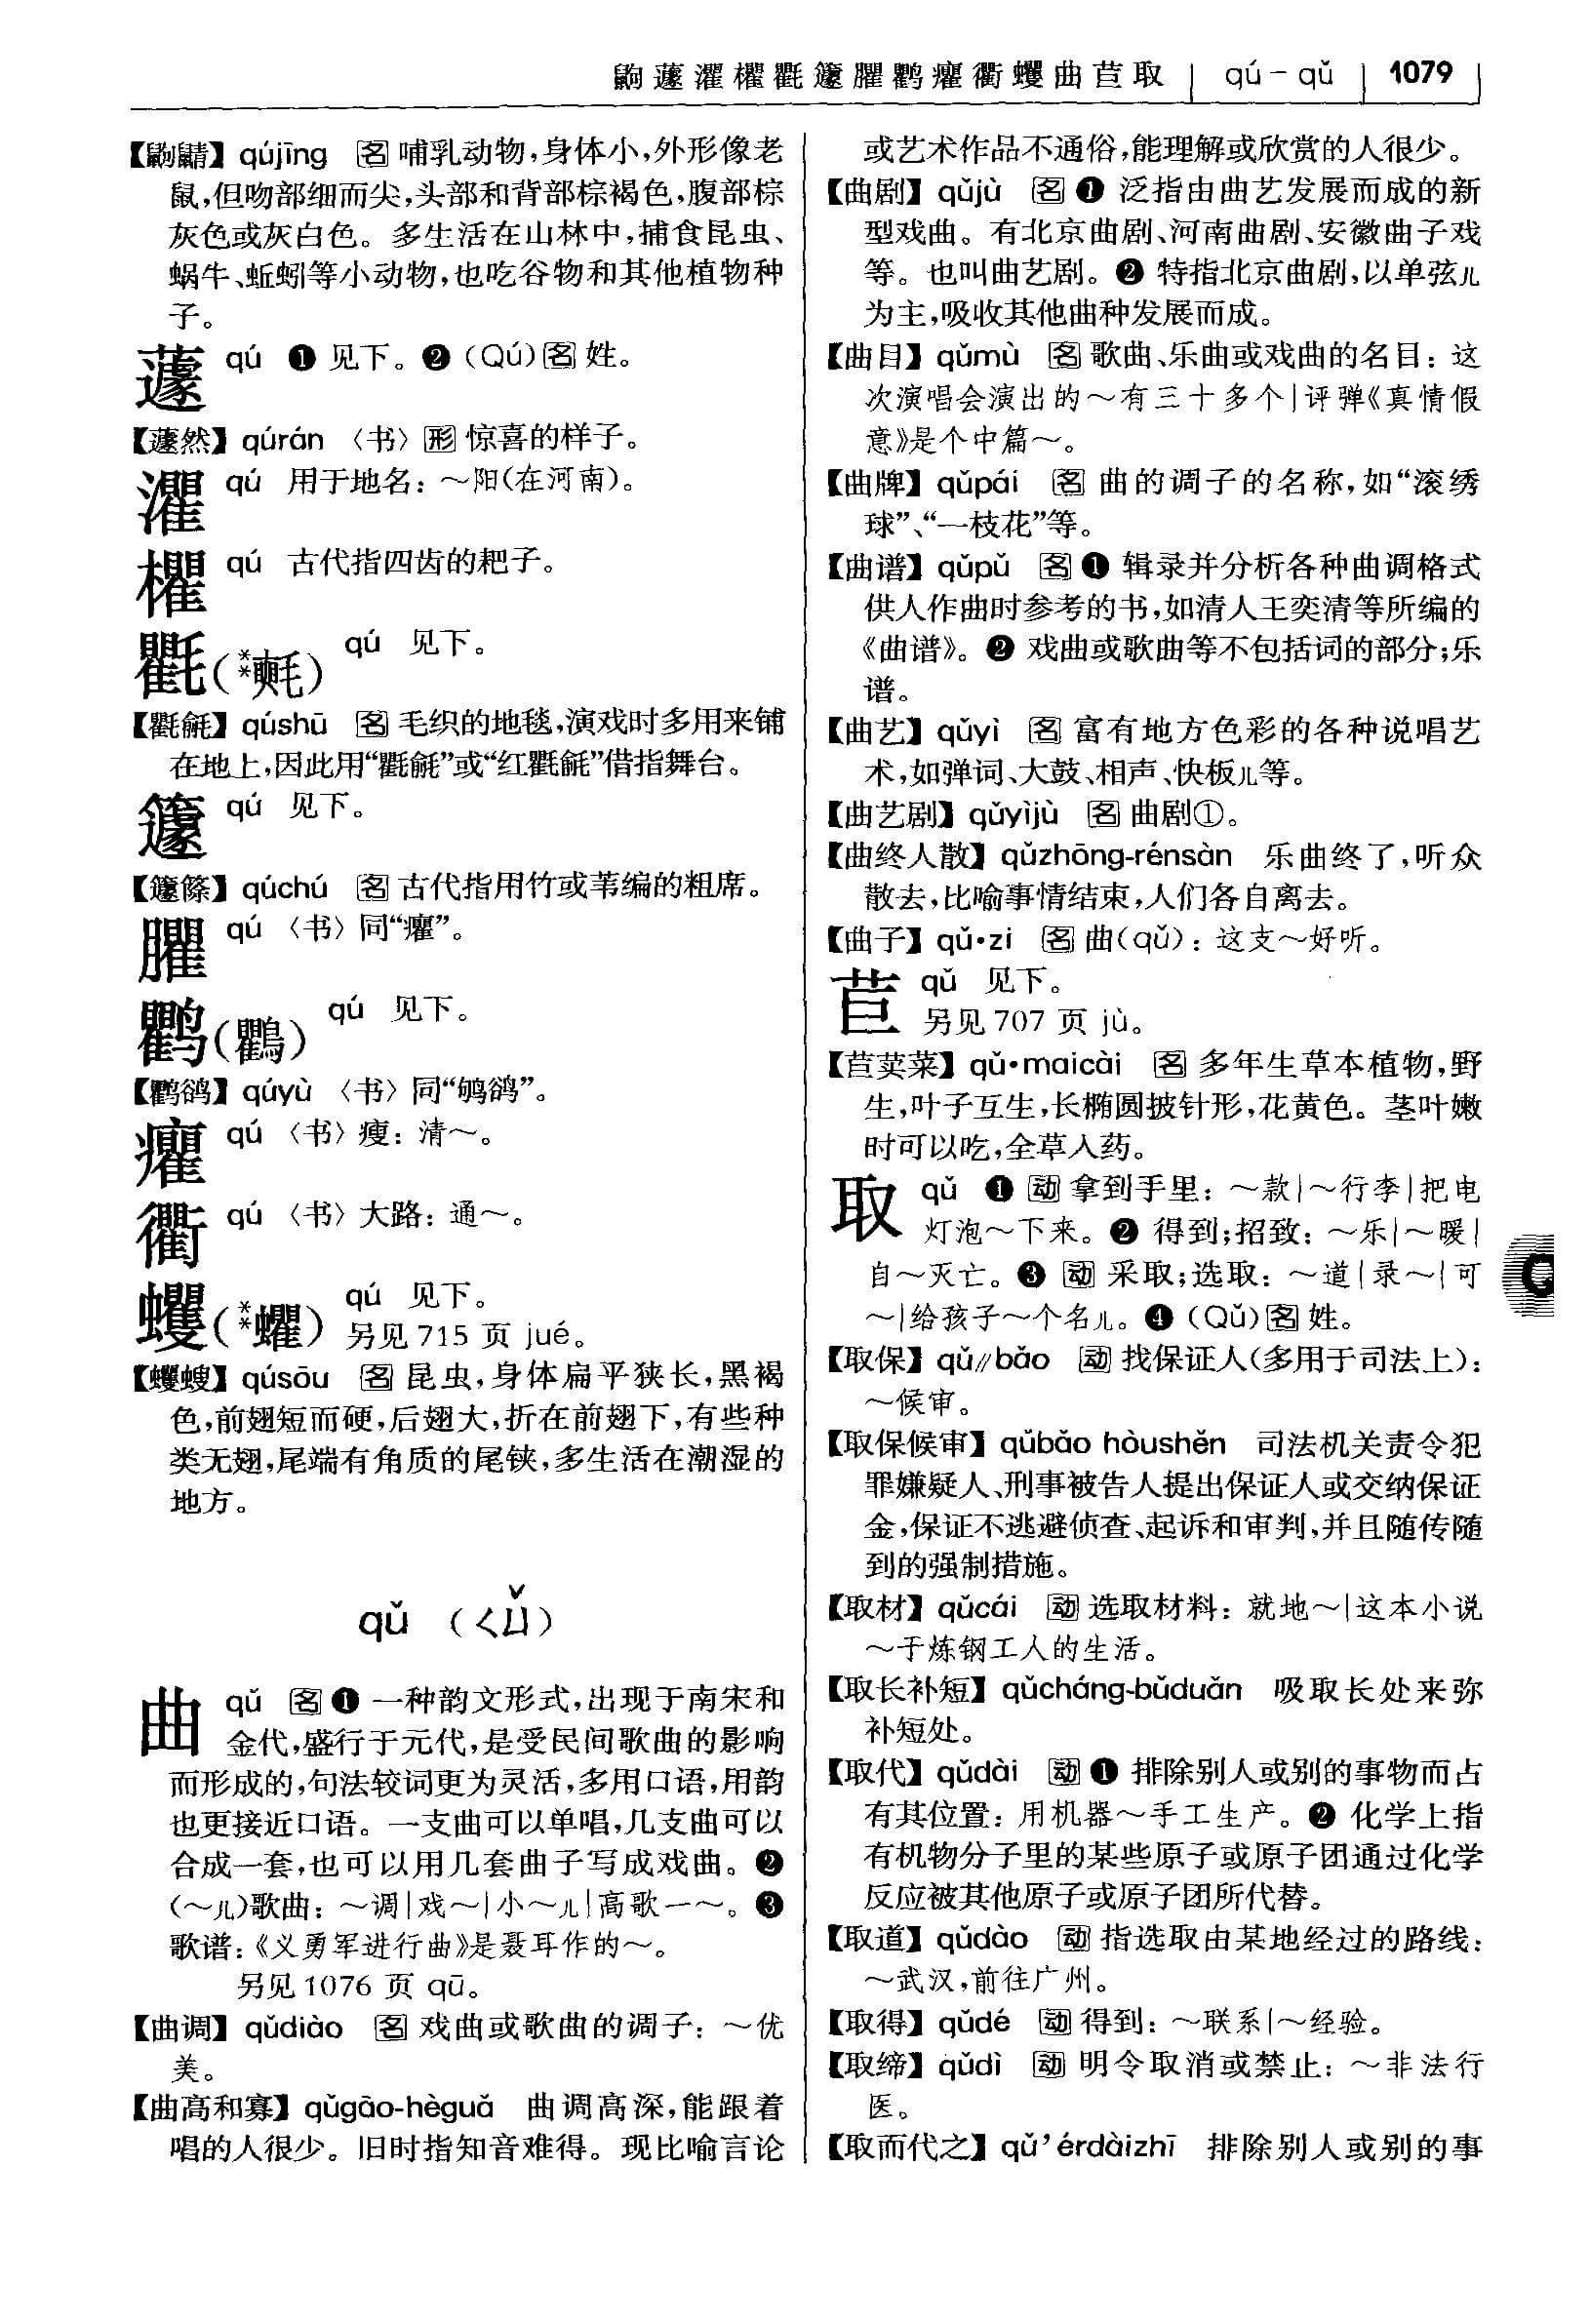 鼩蘧灈欋氍籧臞鸜癯衢蠼曲苣取 qú－qǔ 1079
【鼩鼱】qújīng 名 哺乳动物，身体小，外形像老
鼠，但吻部细而尖，头部和背部棕褐色，腹部棕
灰色或灰白色。多生活在山林中，捕食昆虫、
蜗牛、蚯蚓等小动物，也吃谷物和其他植物种
子。
蘧 qú ❶ 见下。❷（Qú）名 姓。
【蘧然】qúrán 〈书〉形 惊喜的样子。
灈 qú 用于地名：～阳（在河南）。
欋 qú 古代指四齿的耙子。
氍（**𣰽） qú 见下。
【氍毹】qúshū 名 毛织的地毯，演戏时多用来铺
在地上，因此用“氍毹”或“红氍毹”借指舞台。
籧 qú 见下。
【籧篨】qúchú 名 古代指用竹或苇编的粗席。
臞 qú 〈书〉同“癯”。
鸜（鸜） qú 见下。
【鸜鹆】qúyù 〈书〉同“鸲鹆”。
癯 qú 〈书〉瘦：清～。
衢 qú 〈书〉大路：通～。
蠼（**蠷） qú 见下。
另见 715 页 jué。
【蠼螋】qúsōu 名 昆虫，身体扁平狭长，黑褐
色，前翅短而硬，后翅大，折在前翅下，有些种
类无翅，尾端有角质的尾铗，多生活在潮湿的
地方。
qǔ （ㄑㄩˇ）
曲 qǔ 名 ❶ 一种韵文形式，出现于南宋和
金代，盛行于元代，是受民间歌曲的影响
而形成的，句法较词更为灵活，多用口语，用韵
也更接近口语。一支曲可以单唱，几支曲可以
合成一套，也可以用几套曲子写成戏曲。❷
（～儿）歌曲：～调|戏～|小～儿|高歌一～。❸
歌谱：《义勇军进行曲》是聂耳作的～。
另见 1076 页 qū。
【曲调】qǔdiào 名 戏曲或歌曲的调子：～优
美。
【曲高和寡】qǔgāo-hèguǎ 曲调高深，能跟着
唱的人很少。旧时指知音难得。现比喻言论
或艺术作品不通俗，能理解或欣赏的人很少。
【曲剧】qǔjù 名 ❶ 泛指由曲艺发展而成的新
型戏曲。有北京曲剧、河南曲剧、安徽曲子戏
等。也叫曲艺剧。❷ 特指北京曲剧，以单弦儿
为主，吸收其他曲种发展而成。
【曲目】qǔmù 名 歌曲、乐曲或戏曲的名目：这
次演唱会演出的～有三十多个|评弹《真情假
意》是个中篇～。
【曲牌】qǔpái 名 曲的调子的名称，如“滚绣
球”、“一枝花”等。
【曲谱】qǔpǔ 名 ❶ 辑录并分析各种曲调格式
供人作曲时参考的书，如清人王奕清等所编的
《曲谱》。❷ 戏曲或歌曲等不包括词的部分；乐
谱。
【曲艺】qǔyì 名 富有地方色彩的各种说唱艺
术，如弹词、大鼓、相声、快板儿等。
【曲艺剧】qǔyìjù 名 曲剧①。
【曲终人散】qǔzhōng-rénsàn 乐曲终了，听众
散去，比喻事情结束，人们各自离去。
【曲子】qǔ•zi 名 曲（qǔ）：这支～好听。
苣 qǔ 见下。
另见 707 页 jù。
【苣荬菜】qǔ•maicài 名 多年生草本植物，野
生，叶子互生，长椭圆披针形，花黄色。茎叶嫩
时可以吃，全草入药。
取 qǔ ❶ 动 拿到手里：～款|～行李|把电
灯泡～下来。❷ 得到；招致：～乐|～暖|
自～灭亡。❸ 动 采取；选取：～道|录～|可
～|给孩子～个名儿。❹（Qǔ）名 姓。
【取保】qǔ∥bǎo 动 找保证人（多用于司法上）：
～候审。
【取保候审】qǔbǎo hòushěn 司法机关责令犯
罪嫌疑人、刑事被告人提出保证人或交纳保证
金，保证不逃避侦查、起诉和审判，并且随传随
到的强制措施。
【取材】qǔcái 动 选取材料：就地～|这本小说
～于炼钢工人的生活。
【取长补短】qǔcháng-bǔduǎn 吸取长处来弥
补短处。
【取代】qǔdài 动 ❶ 排除别人或别的事物而占
有其位置：用机器～手工生产。❷ 化学上指
有机物分子里的某些原子或原子团通过化学
反应被其他原子或原子团所代替。
【取道】qǔdào 动 指选取由某地经过的路线：
～武汉，前往广州。
【取得】qǔdé 动 得到：～联系|～经验。
【取缔】qǔdì 动 明令取消或禁止：～非法行
医。
【取而代之】qǔ’érdàizhī 排除别人或别的事
Q